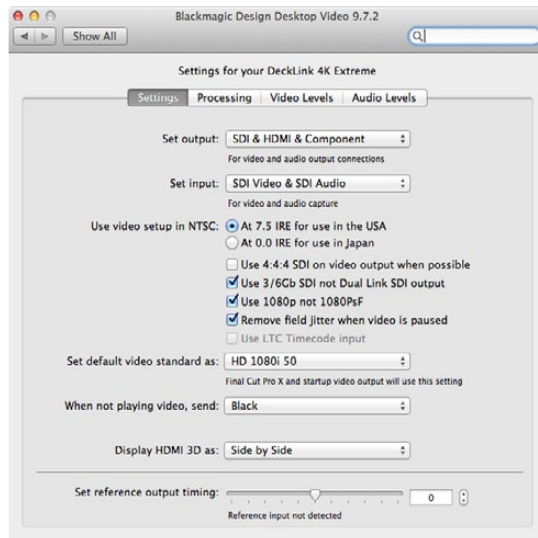 Blackmagic Design Desktop Video 9.7.2
Show All
Settings for your DeckLink 4K Extreme
Settings Processing Video Levels Audio Levels
Set output: SDI & HDMI & Component
For video and audio output connections
Set input: SDI Video & SDI Audio
For video and audio capture
Use video setup in NTSC: At 7.5 IRE for use in the USA
At 0.0 IRE for use in Japan
Use 4:4:4 SDI on video output when possible
Use 3/6Gb SDI not Dual Link SDI output
Use 1080p not 1080PsF
Remove field jitter when video is paused
Use LTC Timecode input
Set default video standard as: HD 1080i 50
Final Cut Pro X and startup video output will use this setting
When not playing video, send: Black
Display HDMI 3D as: Side by Side
Set reference output timing: 0
Reference input not detected